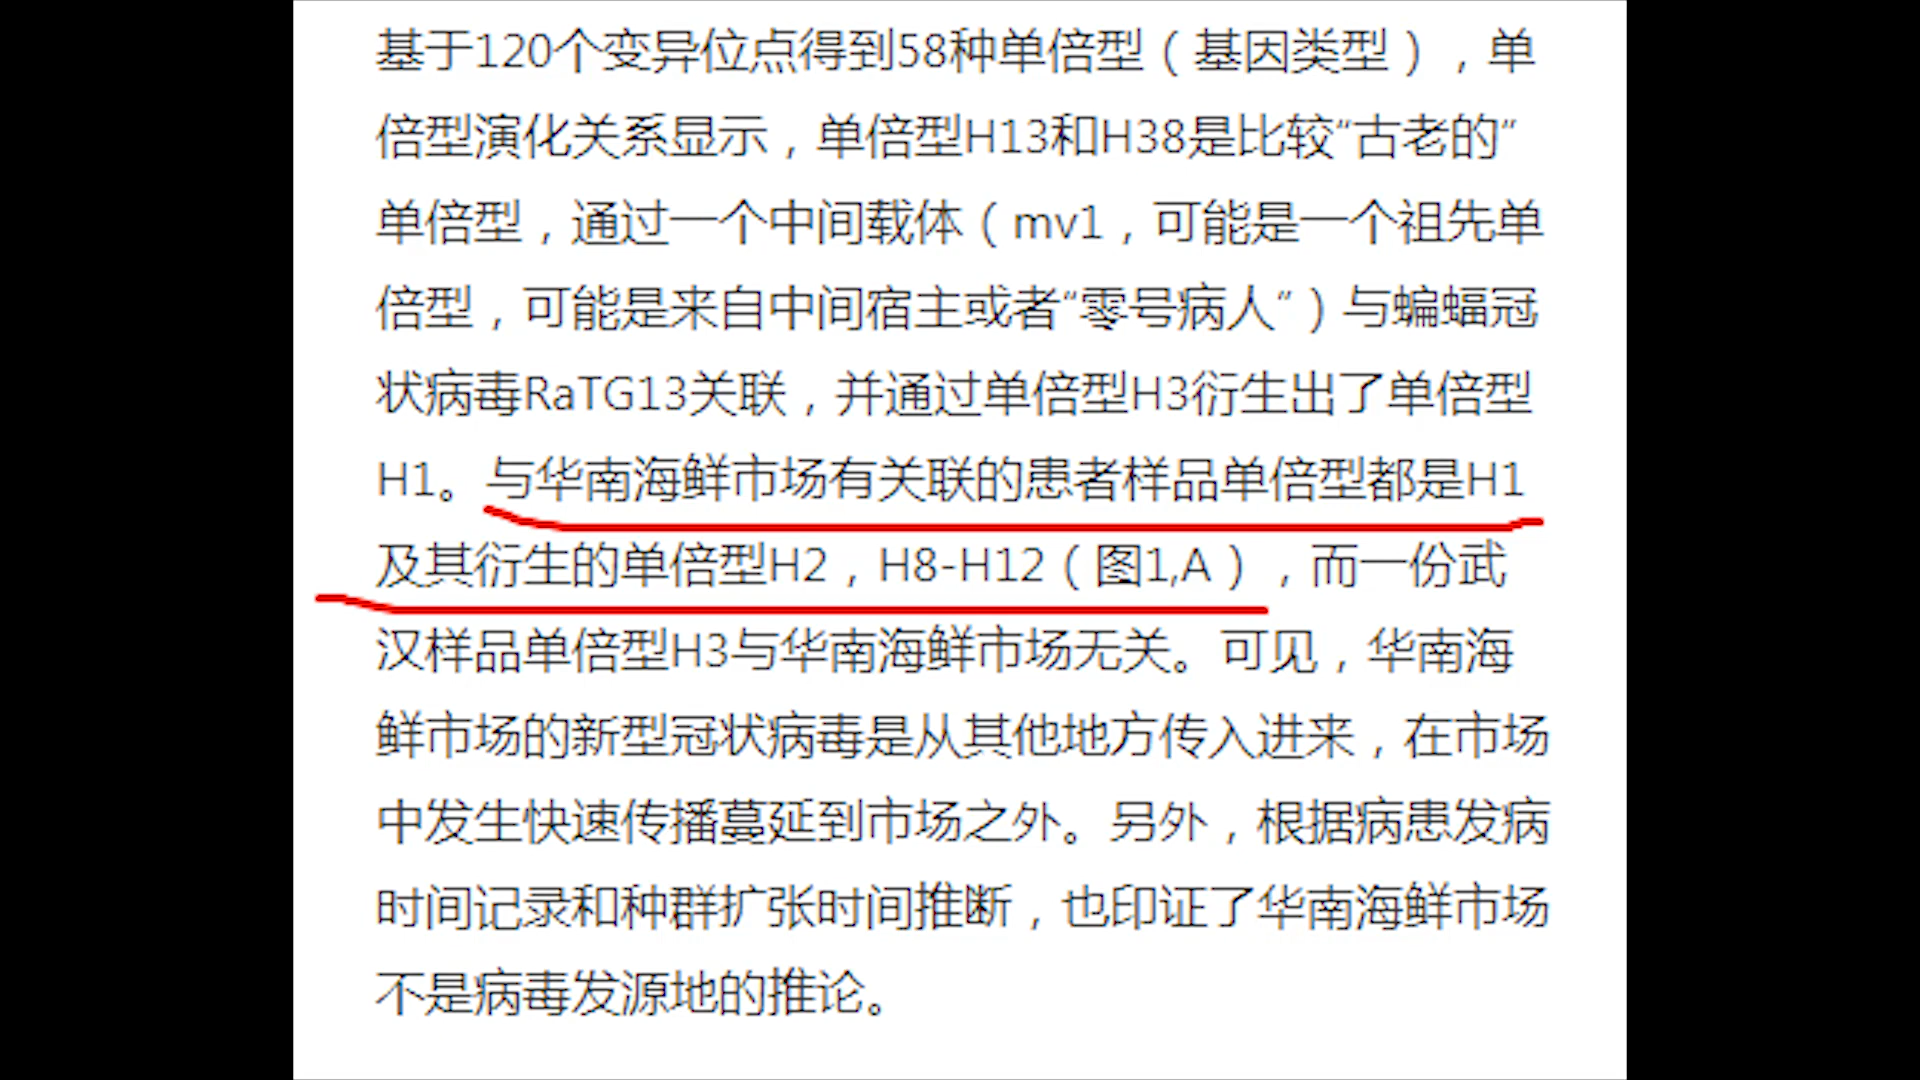 基于120个变异位点得到58种单倍型（基因类型），单
倍型演化关系显示，单倍型H13和H38是比较“古老的”
单倍型，通过一个中间载体（mv1，可能是一个祖先单
倍型，可能是来自中间宿主或者“零号病人”）与蝙蝠冠
状病毒RaTG13关联，并通过单倍型H3衍生出了单倍型
H1。与华南海鲜市场有关联的患者样品单倍型都是H1
及其衍生的单倍型H2，H8-H12（图1,A），而一份武
汉样品单倍型H3与华南海鲜市场无关。可见，华南海
鲜市场的新型冠状病毒是从其他地方传入进来，在市场
中发生快速传播蔓延到市场之外。另外，根据病患发病
时间记录和种群扩张时间推断，也印证了华南海鲜市场
不是病毒发源地的推论。